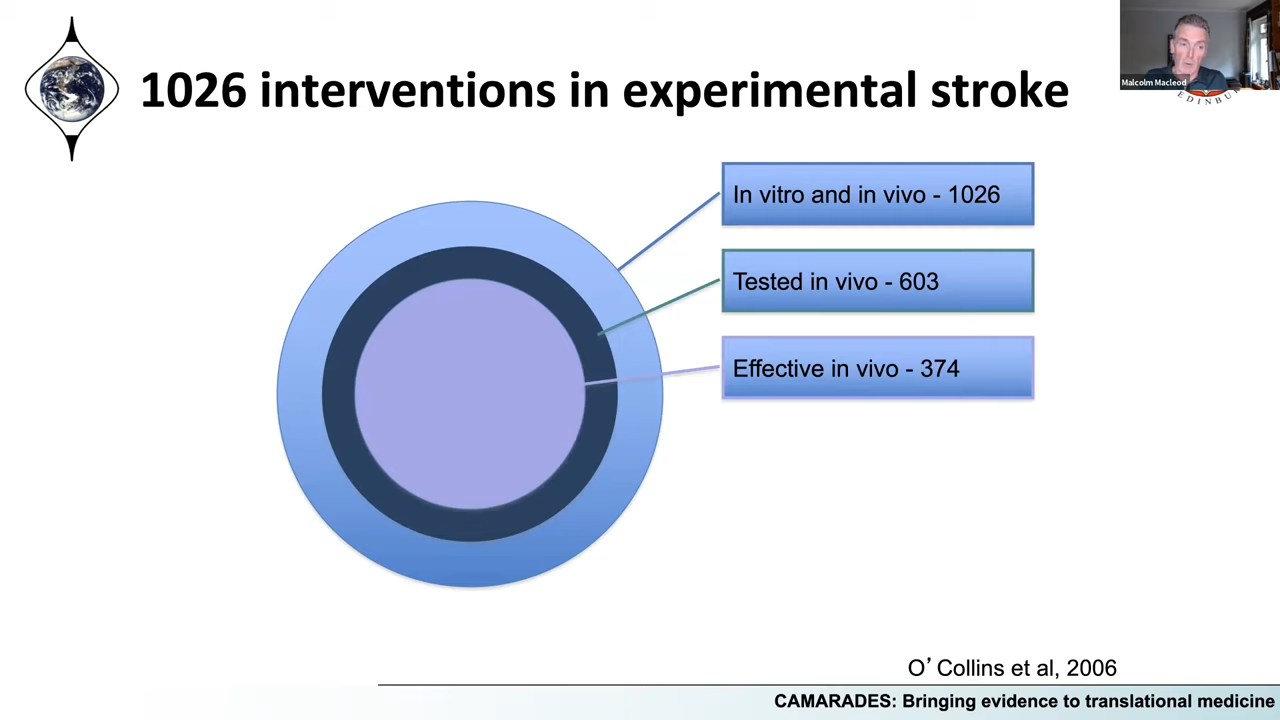 1026 interventions in experimental stroke
Malcolm Macleod
In vitro and in vivo - 1026
Tested in vivo - 603
Effective in vivo - 374
O’ Collins et al, 2006
CAMARADES: Bringing evidence to translational medicine